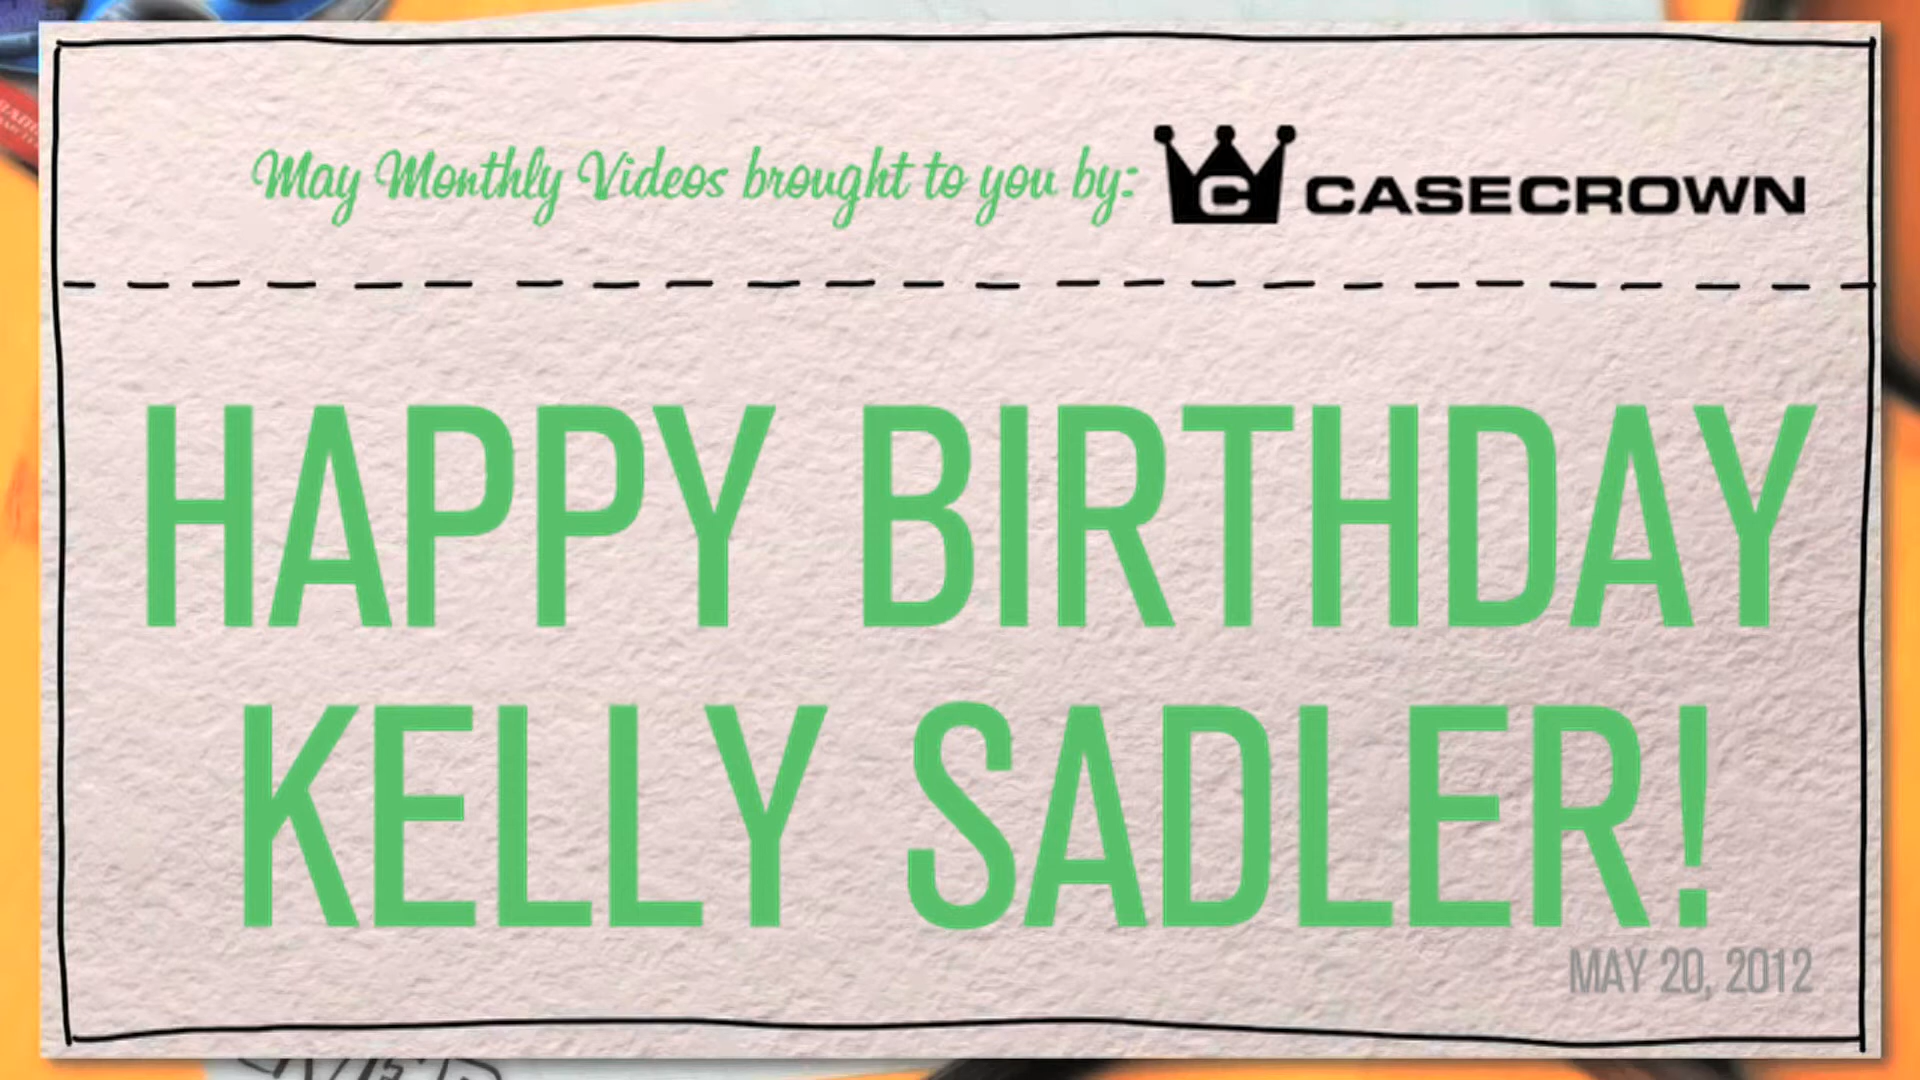 May Monthly Videos brought to you by: C CASECROWN
HAPPY BIRTHDAY
KELLY SADLER!
MAY 20, 2012